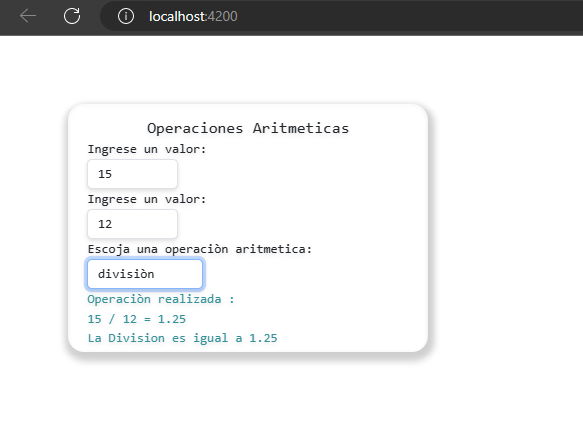 localhost:4200
Operaciones Aritmeticas
Ingrese un valor:
15
Ingrese un valor:
12
Escoja una operaciòn aritmetica:
divisiòn
Operaciòn realizada :
15 / 12 = 1.25
La Division es igual a 1.25